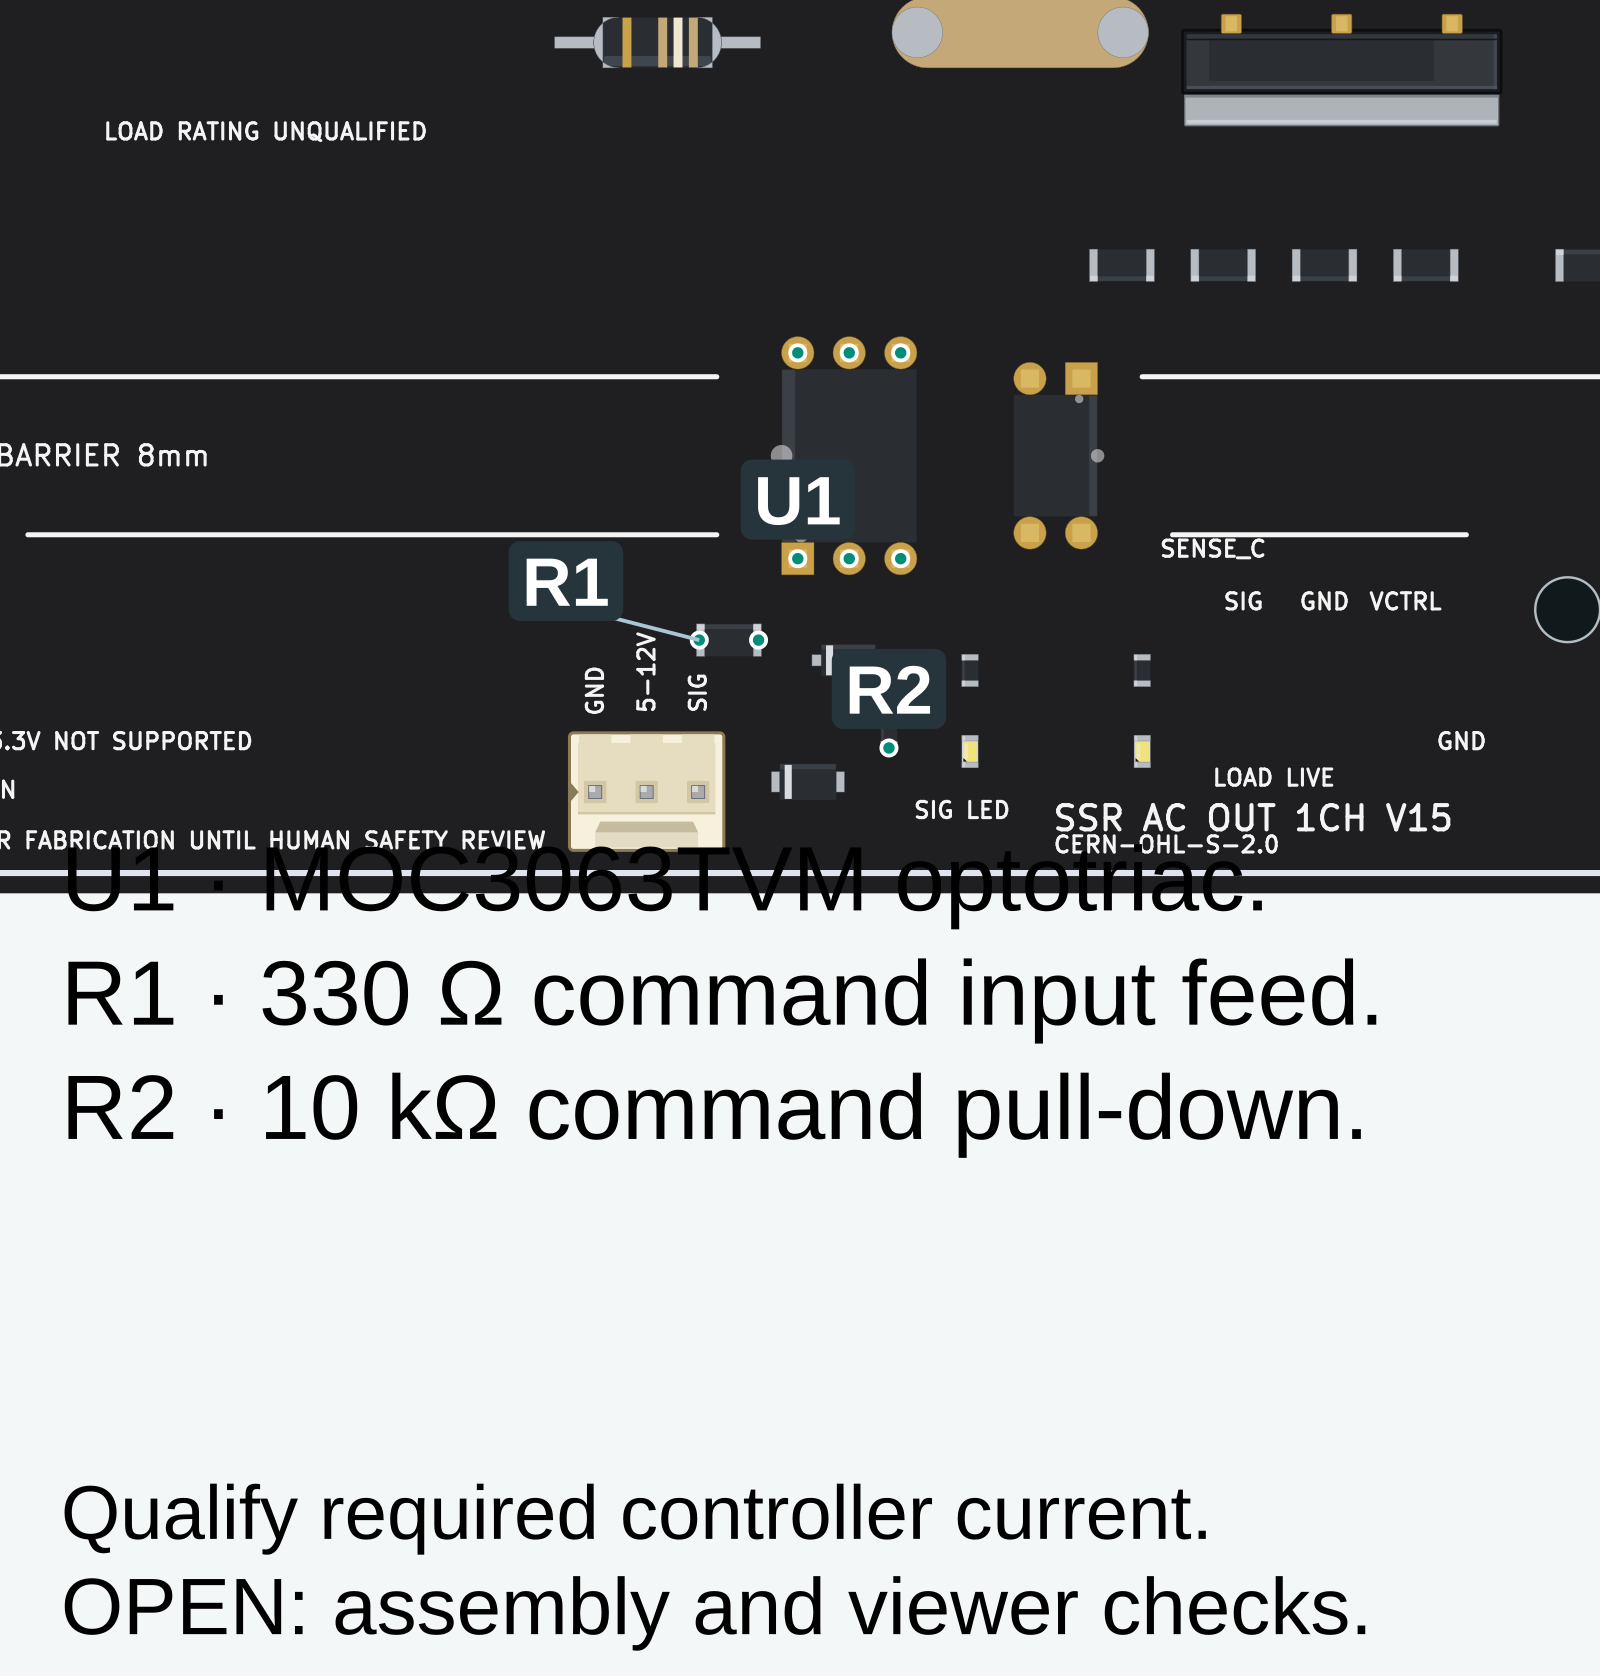 LOAD RATING UNQUALIFIED
BARRIER 8mm
U1
SENSE_C
R1
SIG GND VCTRL
GND
5-12V
SIG
R2
3.3V NOT SUPPORTED
GND
LOAD LIVE
SIG LED
SSR AC OUT 1CH V15
R FABRICATION UNTIL HUMAN SAFETY REVIEW
CERN-OHL-S-2.0
U1 · MOC3063TVM optotriac.
R1 · 330 Ω command input feed.
R2 · 10 kΩ command pull-down.
Qualify required controller current.
OPEN: assembly and viewer checks.